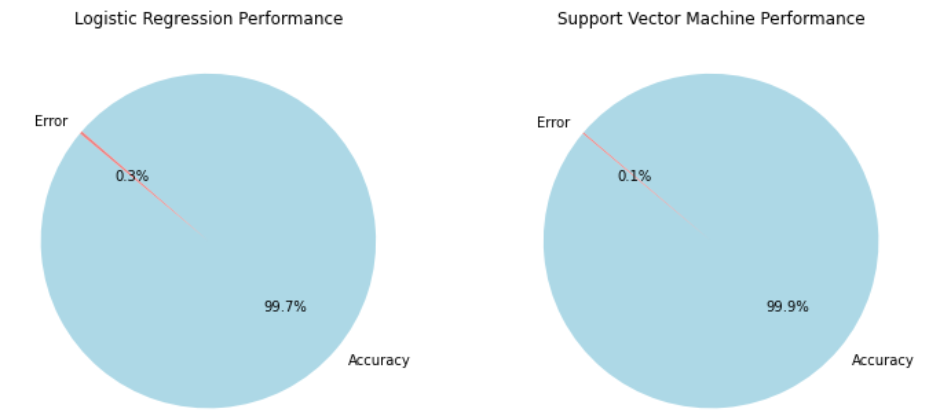 Logistic Regression Performance
Error
0.3%
99.7%
Accuracy
Support Vector Machine Performance
Error
0.1%
99.9%
Accuracy